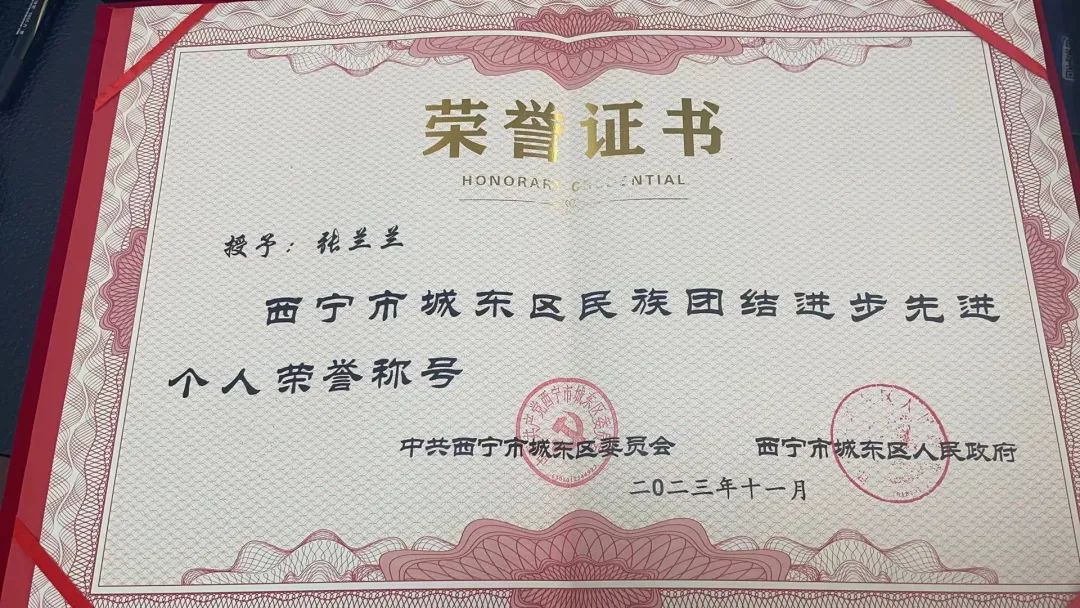 荣誉证书
HONORARY CREDENTIAL
授予：张兰兰
西宁市城东区民族团结进步先进
个人荣誉称号
中共西宁市城东区委员会 西宁市城东区人民政府
二0二三年十一月